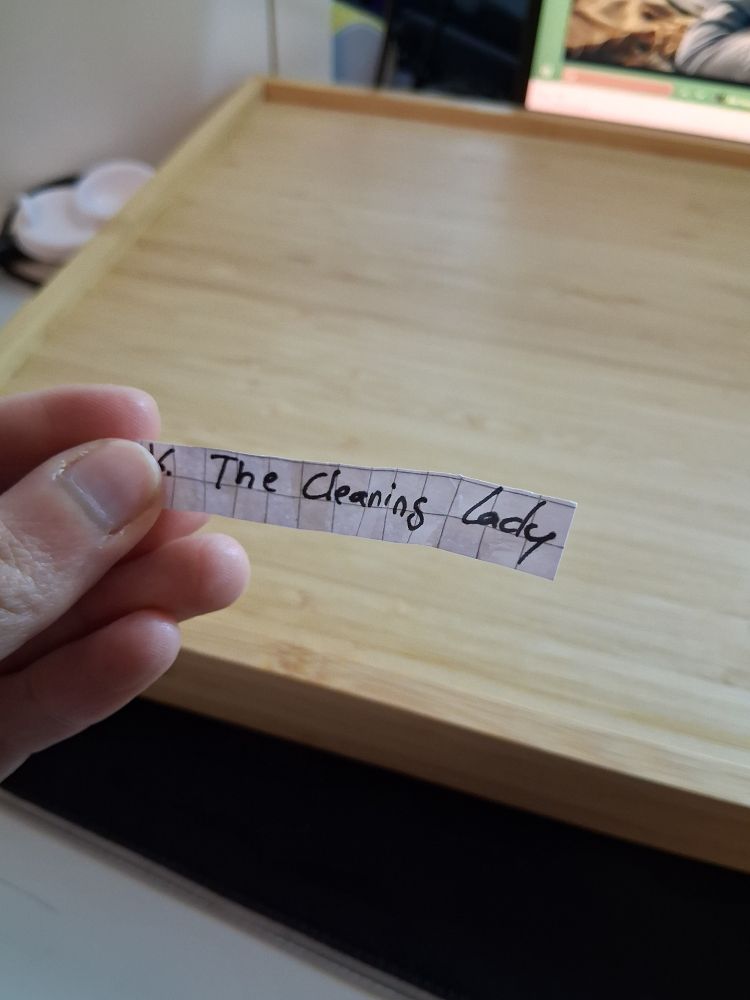 K. The Cleaning Lady